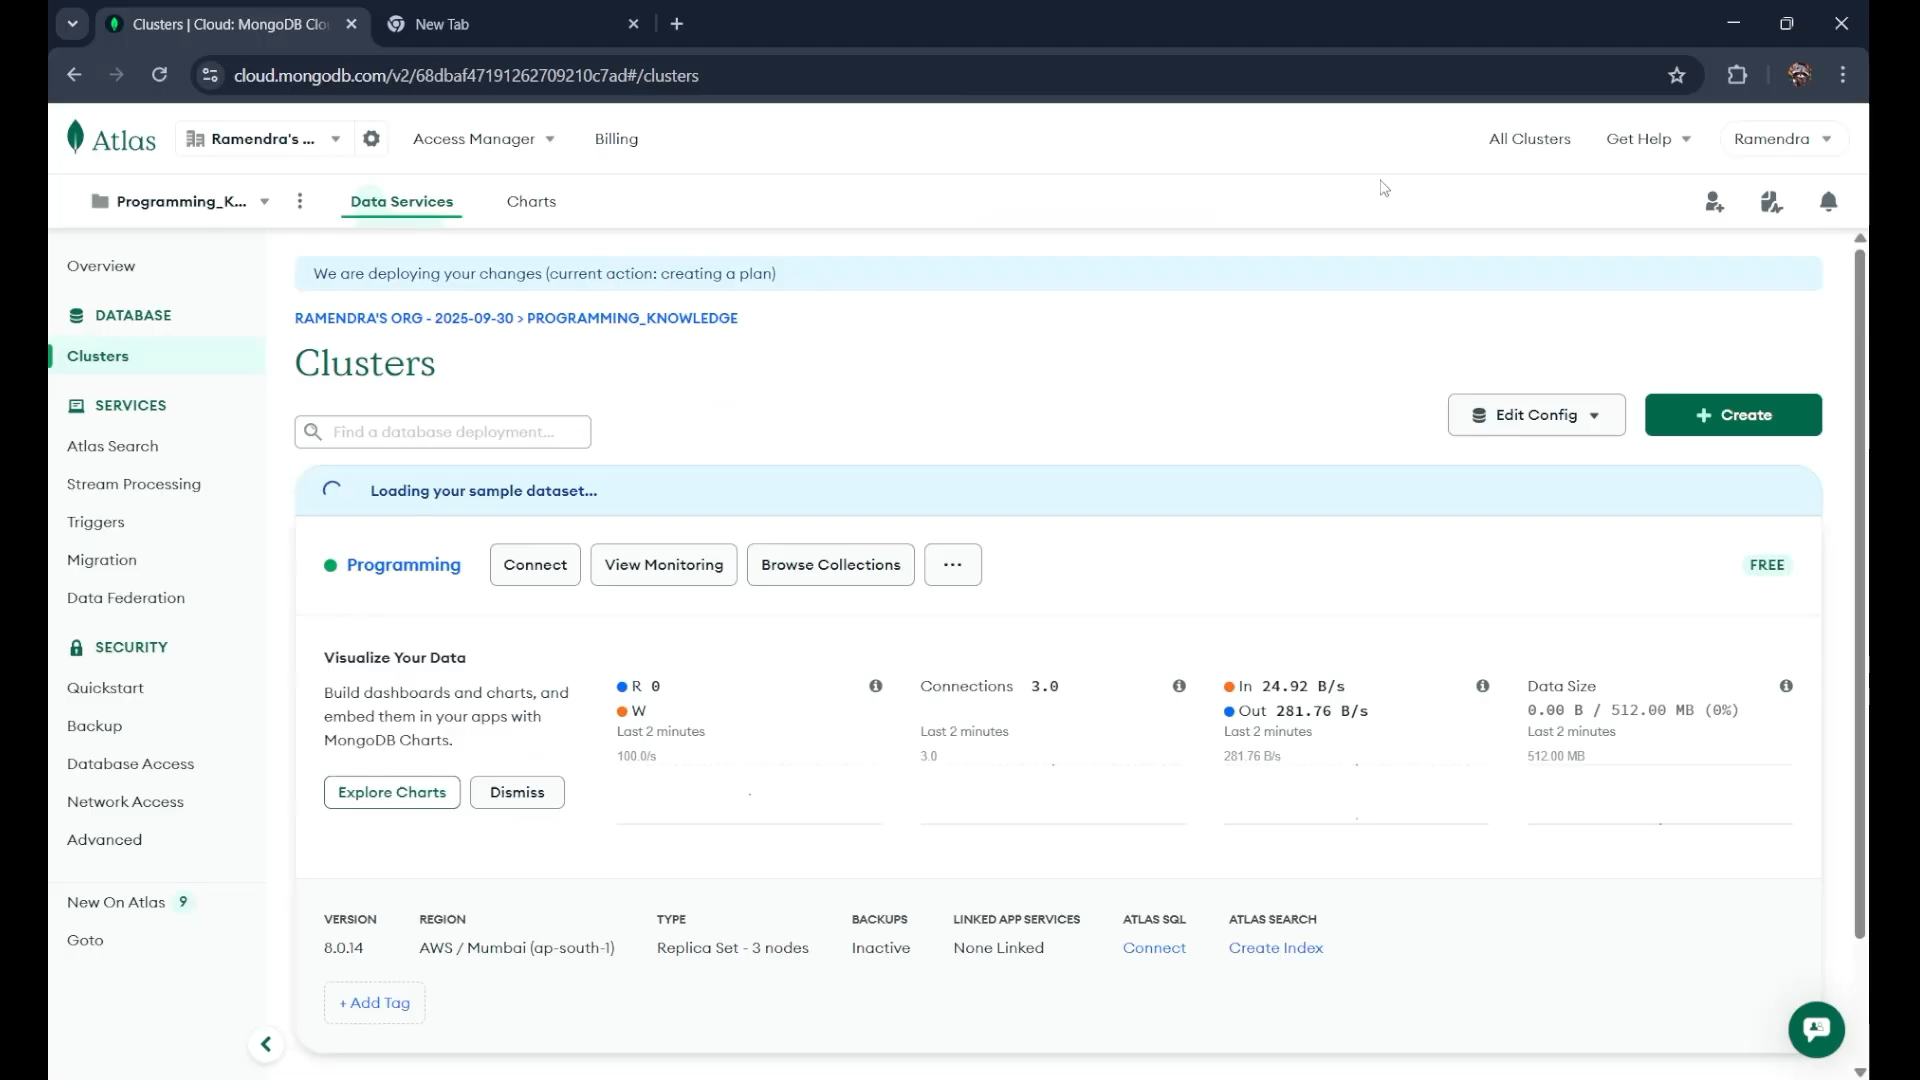 Clusters | Cloud: MongoDB Clo
New Tab
cloud.mongodb.com/v2/68dbaf47191262709210c7ad#/clusters
Atlas
Ramendra's ...
Access Manager
Billing
All Clusters
Get Help
Ramendra
Programming_K...
Data Services
Charts
Overview
DATABASE
Clusters
SERVICES
Atlas Search
Stream Processing
Triggers
Migration
Data Federation
SECURITY
Quickstart
Backup
Database Access
Network Access
Advanced
New On Atlas 9
Goto
We are deploying your changes (current action: creating a plan)
RAMENDRA'S ORG - 2025-09-30 > PROGRAMMING_KNOWLEDGE
Clusters
Find a database deployment...
Edit Config
+ Create
Loading your sample dataset...
Programming
Connect
View Monitoring
Browse Collections
...
FREE
Visualize Your Data
Build dashboards and charts, and
embed them in your apps with
MongoDB Charts.
Explore Charts
Dismiss
R 0
W
Last 2 minutes
100.0/s
Connections 3.0
Last 2 minutes
3.0
In 24.92 B/s
Out 281.76 B/s
Last 2 minutes
281.76 B/s
Data Size
0.00 B / 512.00 MB (0%)
Last 2 minutes
512.00 MB
VERSION
8.0.14
REGION
AWS / Mumbai (ap-south-1)
TYPE
Replica Set - 3 nodes
BACKUPS
Inactive
LINKED APP SERVICES
None Linked
ATLAS SQL
Connect
ATLAS SEARCH
Create Index
+ Add Tag